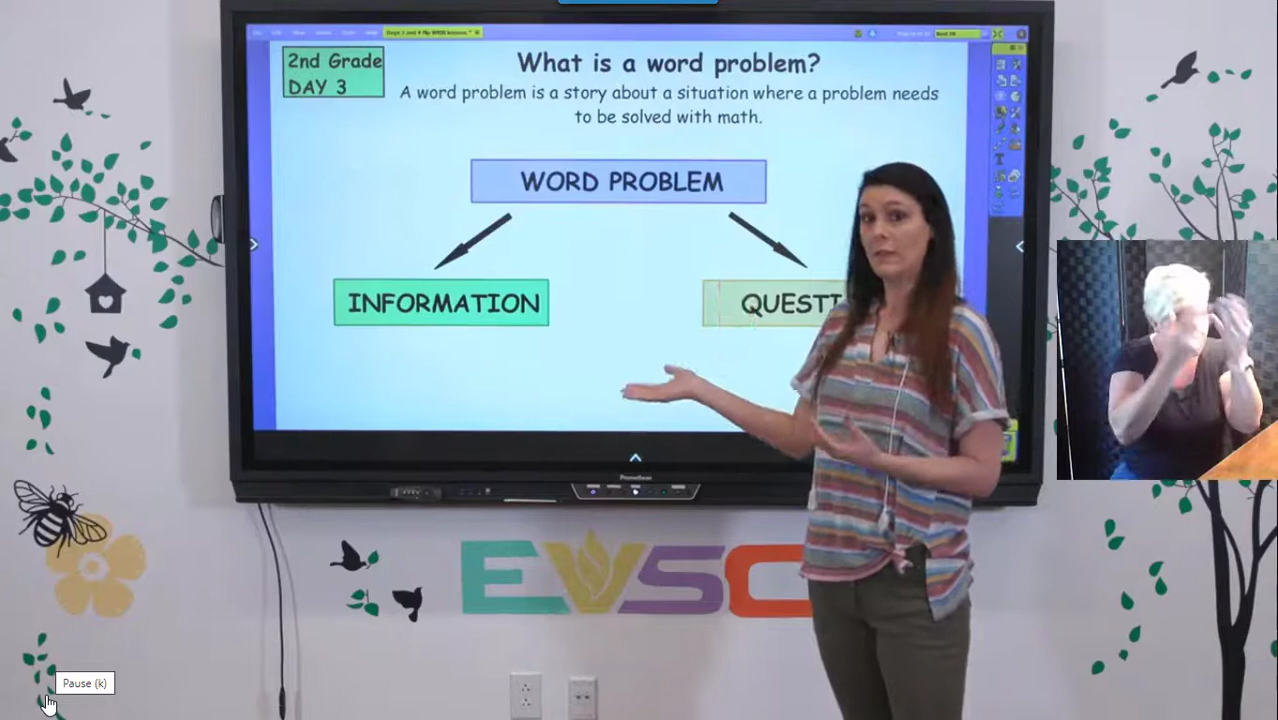 2nd Grade
DAY 3
What is a word problem?
A word problem is a story about a situation where a problem needs
to be solved with math.
WORD PROBLEM
INFORMATION
QUESTI
Promethean
EVSC
Pause (k)